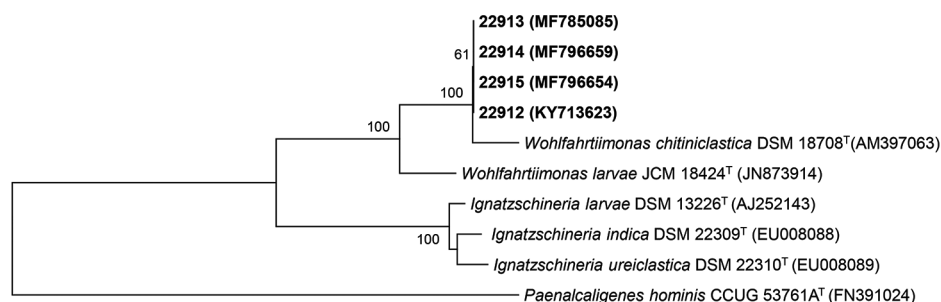 22913 (MF785085)
61
22914 (MF796659)
22915 (MF796654)
100
22912 (KY713623)
100
Wohlfahrtiimonas chitiniclastica DSM 18708ᵀ(AM397063)
Wohlfahrtiimonas larvae JCM 18424ᵀ (JN873914)
Ignatzschineria larvae DSM 13226ᵀ (AJ252143)
Ignatzschineria indica DSM 22309ᵀ (EU008088)
100
Ignatzschineria ureiclastica DSM 22310ᵀ (EU008089)
Paenalcaligenes hominis CCUG 53761Aᵀ (FN391024)